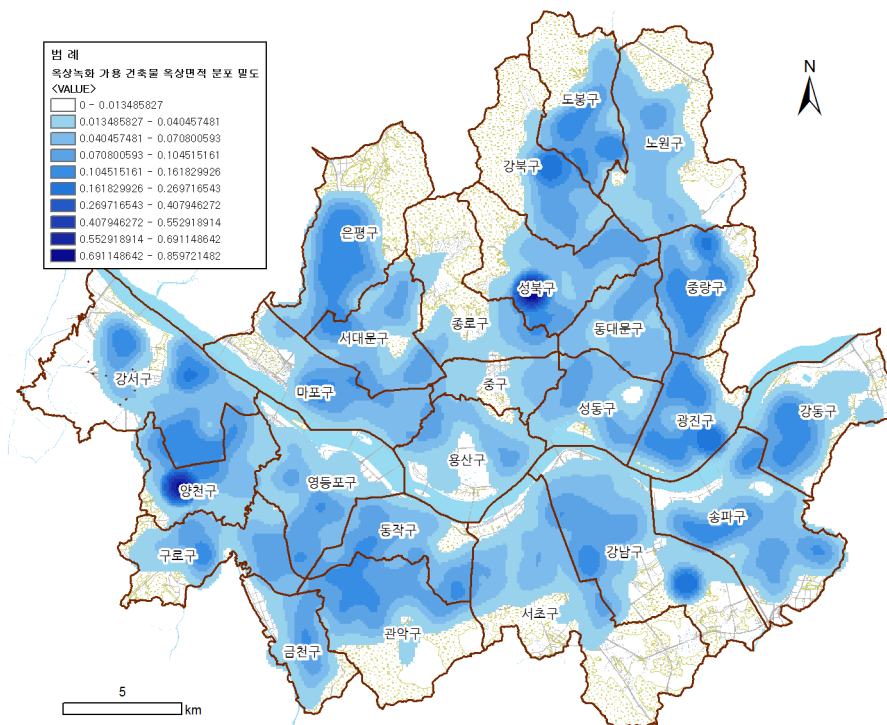 범 례
옥상녹화 가용 건축물 옥상면적 분포 밀도
<VALUE>
0 - 0.013485827
0.013485827 - 0.040457481
0.040457481 - 0.070800593
0.070800593 - 0.104515161
0.104515161 - 0.161829926
0.161829926 - 0.269716543
0.269716543 - 0.407946272
0.407946272 - 0.552918914
0.552918914 - 0.691148642
0.691148642 - 0.859721482
N
도봉구
노원구
강북구
은평구
성북구
중랑구
종로구
서대문구
동대문구
강서구
중구
마포구
성동구
광진구
강동구
용산구
영등포구
양천구
송파구
동작구
강남구
구로구
서초구
관악구
금천구
5
km